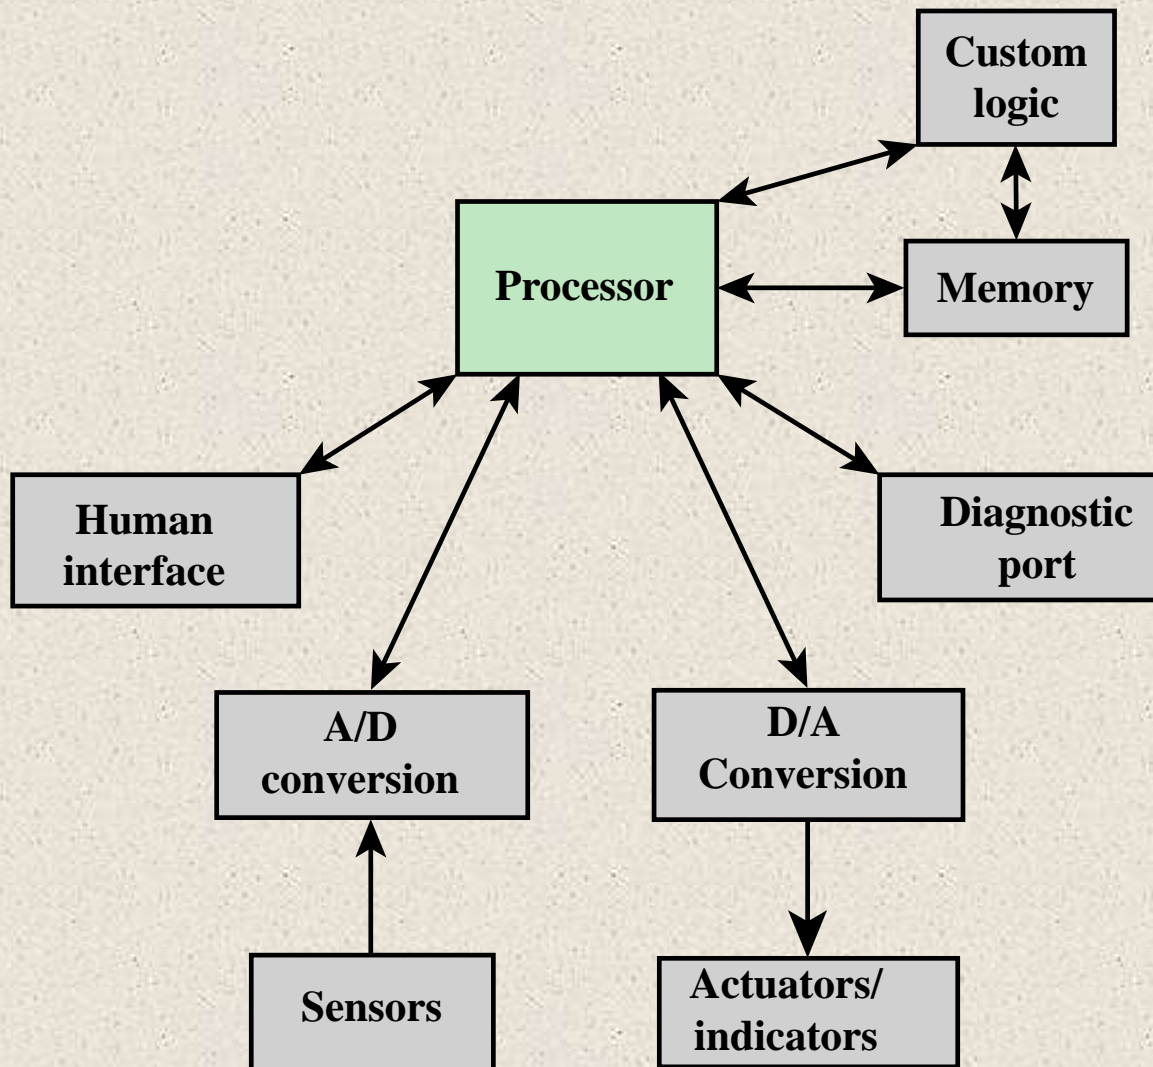 Custom
logic
Processor
Memory
Human
interface
Diagnostic
port
A/D
conversion
D/A
Conversion
Sensors
Actuators/
indicators